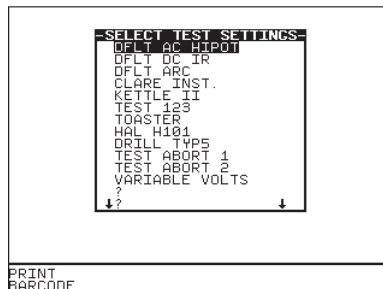 -SELECT TEST SETTINGS-
DFLT AC HIPOT
DFLT DC IR
DFLT ARC
CLARE INST.
KETTLE II
TEST 123
TOASTER
HAL H101
DRILL TYP5
TEST ABORT 1
TEST ABORT 2
VARIABLE VOLTS
?
↓? ↓
PRINT
BARCODE